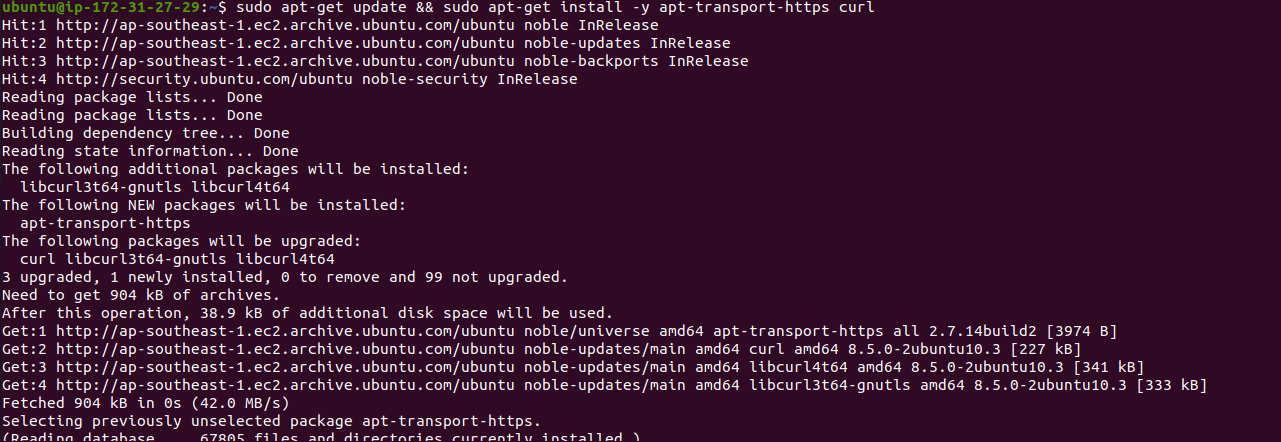 ubuntu@ip-172-31-27-29:~$ sudo apt-get update && sudo apt-get install -y apt-transport-https curl
Hit:1 http://ap-southeast-1.ec2.archive.ubuntu.com/ubuntu noble InRelease
Hit:2 http://ap-southeast-1.ec2.archive.ubuntu.com/ubuntu noble-updates InRelease
Hit:3 http://ap-southeast-1.ec2.archive.ubuntu.com/ubuntu noble-backports InRelease
Hit:4 http://security.ubuntu.com/ubuntu noble-security InRelease
Reading package lists... Done
Reading package lists... Done
Building dependency tree... Done
Reading state information... Done
The following additional packages will be installed:
  libcurl3t64-gnutls libcurl4t64
The following NEW packages will be installed:
  apt-transport-https
The following packages will be upgraded:
  curl libcurl3t64-gnutls libcurl4t64
3 upgraded, 1 newly installed, 0 to remove and 99 not upgraded.
Need to get 904 kB of archives.
After this operation, 38.9 kB of additional disk space will be used.
Get:1 http://ap-southeast-1.ec2.archive.ubuntu.com/ubuntu noble/universe amd64 apt-transport-https all 2.7.14build2 [3974 B]
Get:2 http://ap-southeast-1.ec2.archive.ubuntu.com/ubuntu noble-updates/main amd64 curl amd64 8.5.0-2ubuntu10.3 [227 kB]
Get:3 http://ap-southeast-1.ec2.archive.ubuntu.com/ubuntu noble-updates/main amd64 libcurl4t64 amd64 8.5.0-2ubuntu10.3 [341 kB]
Get:4 http://ap-southeast-1.ec2.archive.ubuntu.com/ubuntu noble-updates/main amd64 libcurl3t64-gnutls amd64 8.5.0-2ubuntu10.3 [333 kB]
Fetched 904 kB in 0s (42.0 MB/s)
Selecting previously unselected package apt-transport-https.
(Reading database ... 67805 files and directories currently installed.)